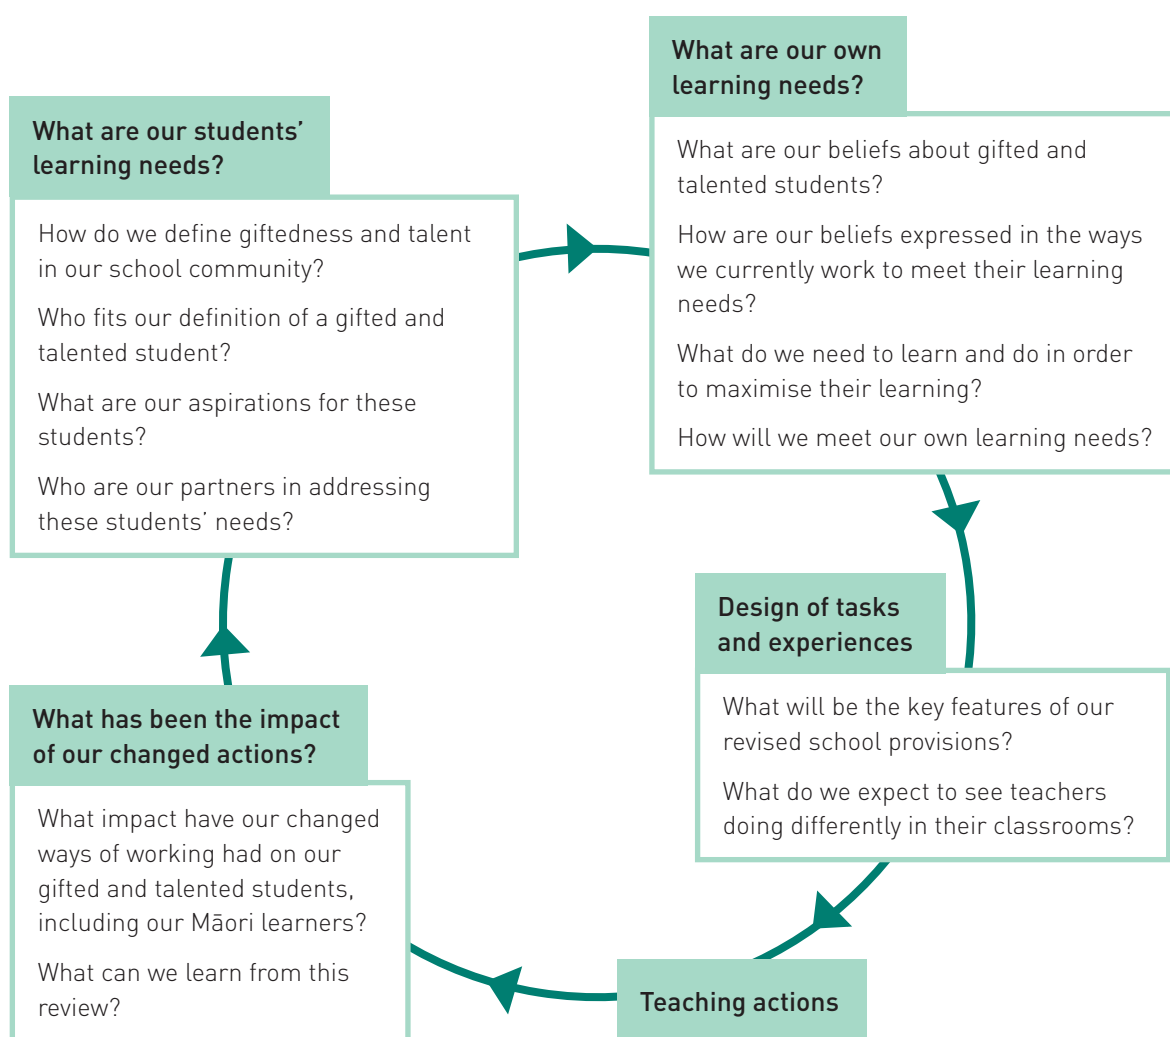 What are our students’
learning needs?
How do we define giftedness and talent
in our school community?
Who fits our definition of a gifted and
talented student?
What are our aspirations for these
students?
Who are our partners in addressing
these students’ needs?
What are our own
learning needs?
What are our beliefs about gifted and
talented students?
How are our beliefs expressed in the ways
we currently work to meet their learning
needs?
What do we need to learn and do in order
to maximise their learning?
How will we meet our own learning needs?
Design of tasks
and experiences
What will be the key features of our
revised school provisions?
What do we expect to see teachers
doing differently in their classrooms?
Teaching actions
What has been the impact
of our changed actions?
What impact have our changed
ways of working had on our
gifted and talented students,
including our Māori learners?
What can we learn from this
review?